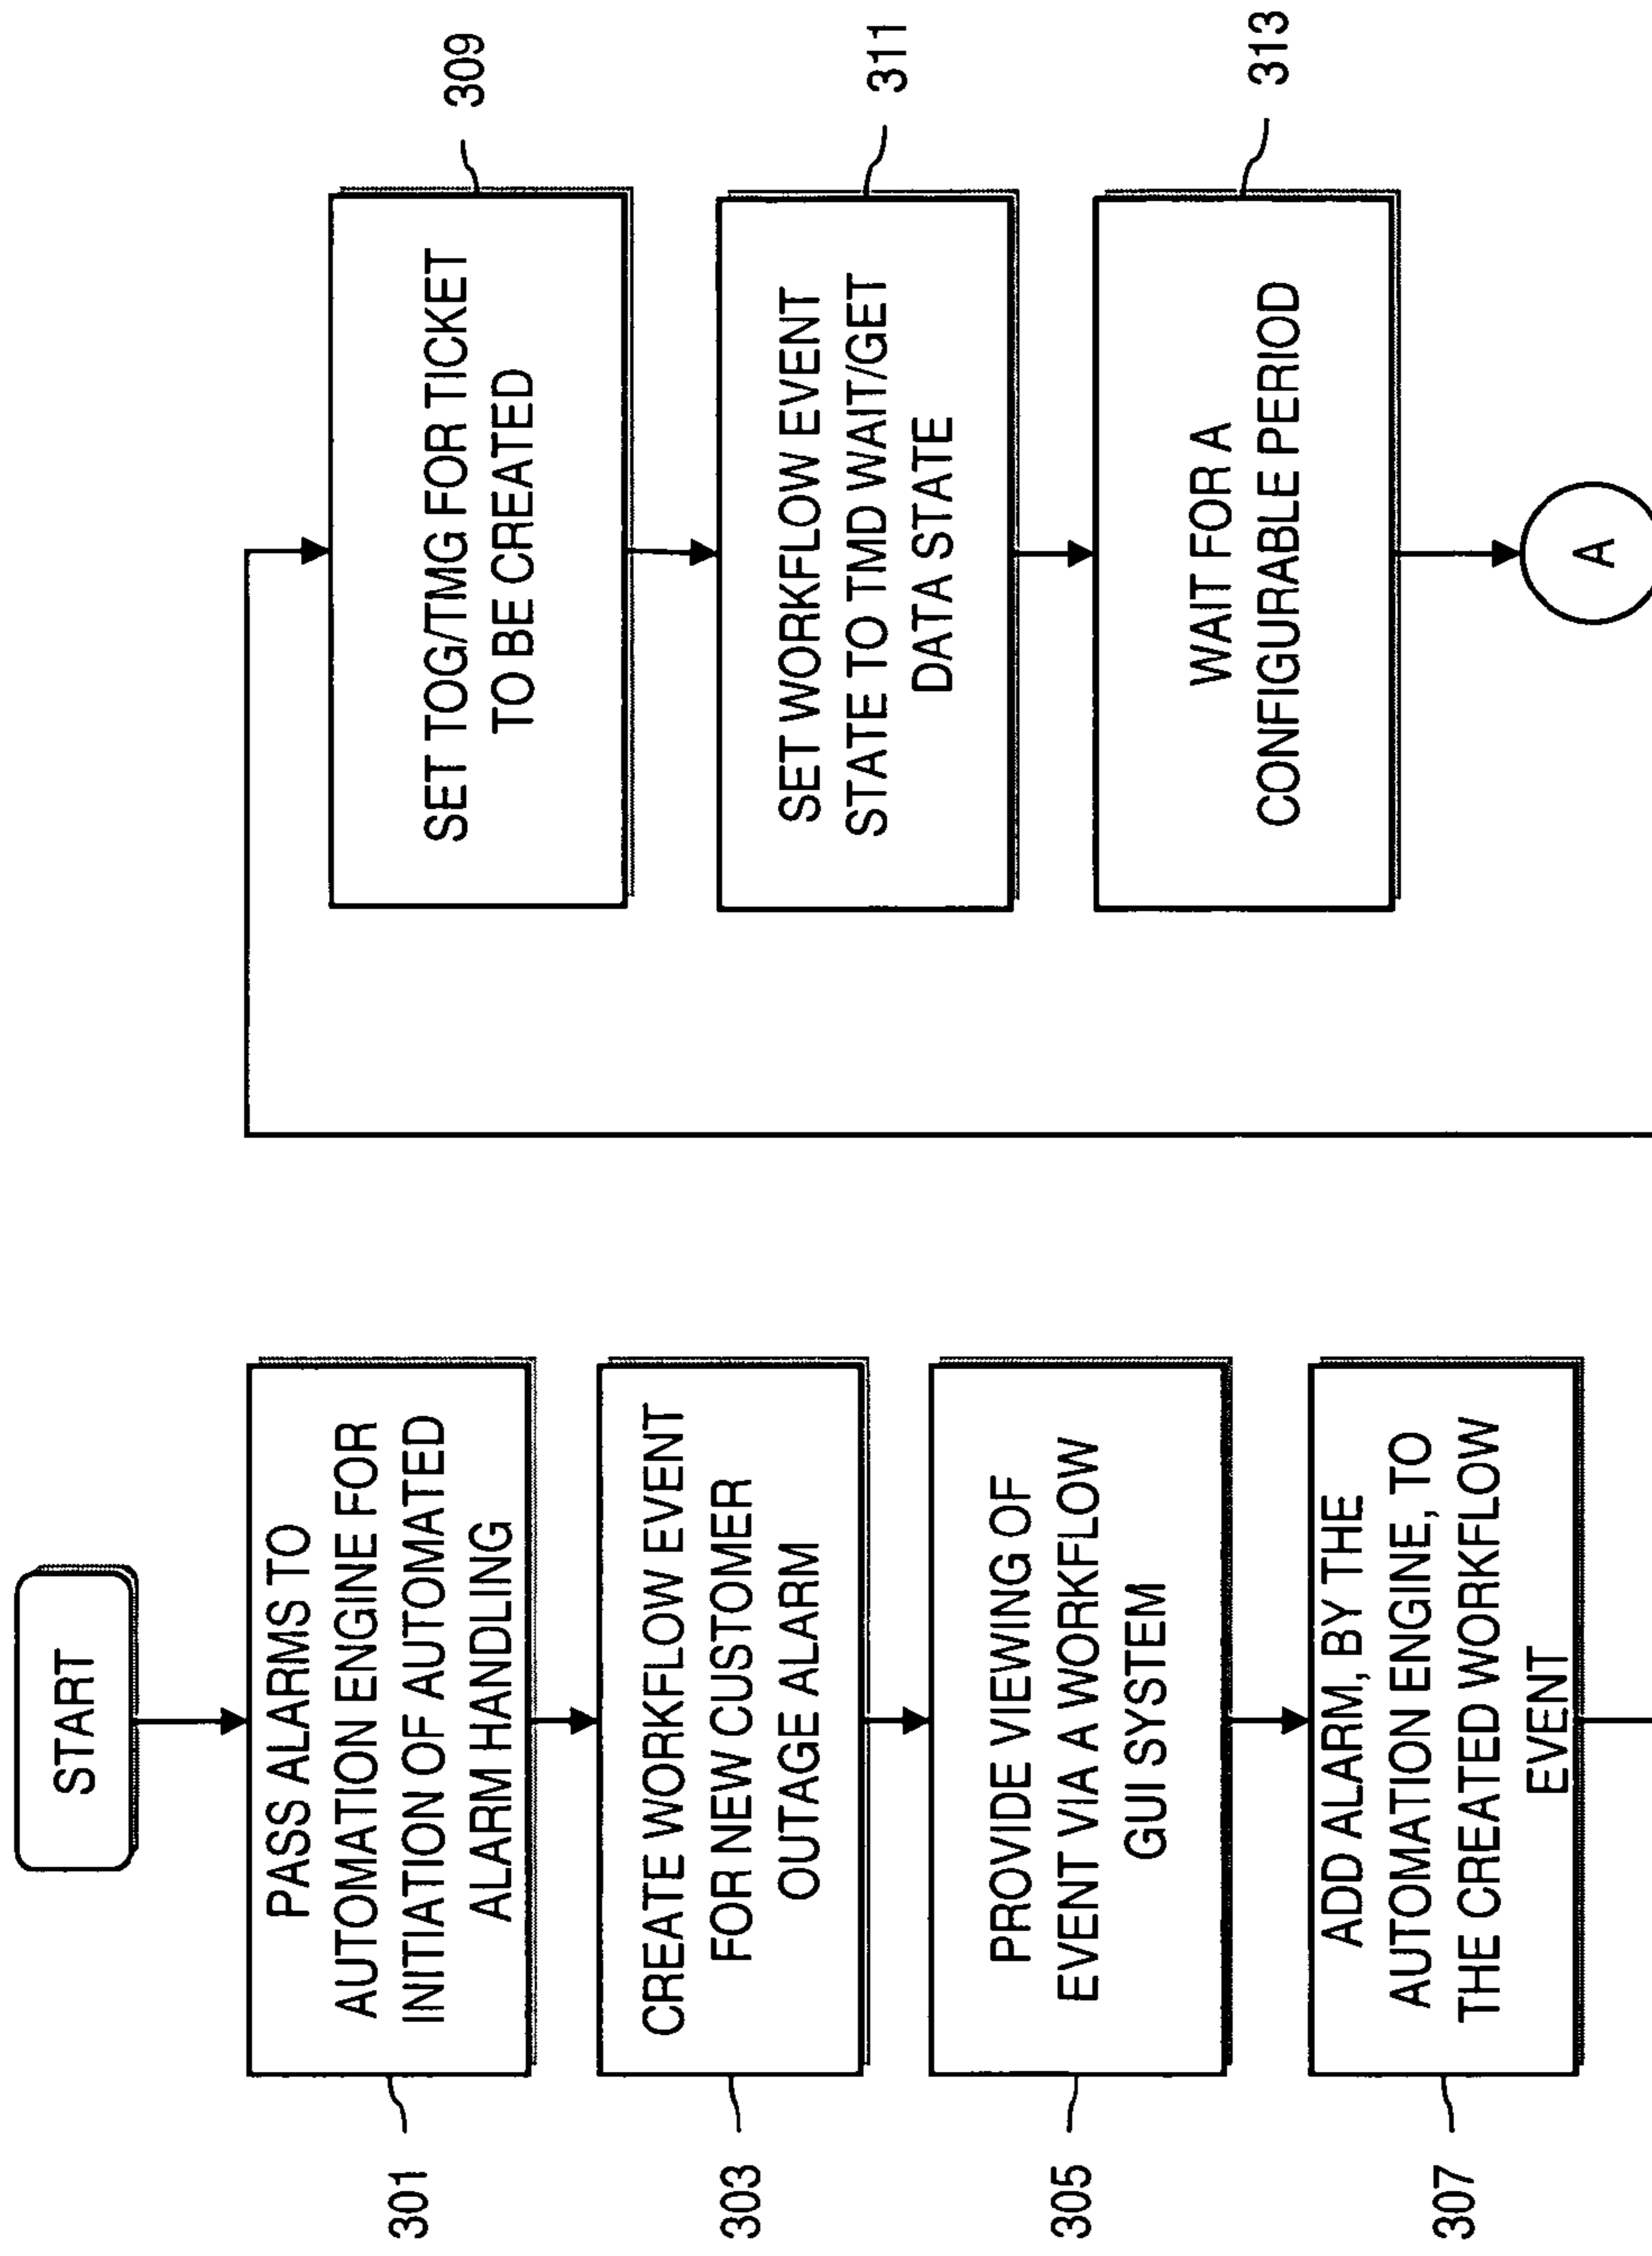 START
PASS ALARMS TO
AUTOMATION ENGINE FOR
INITIATION OF AUTOMATED
ALARM HANDLING
301
CREATE WORKFLOW EVENT
FOR NEW CUSTOMER
OUTAGE ALARM
303
PROVIDE VIEWING OF
EVENT VIA A WORKFLOW
GUI SYSTEM
305
ADD ALARM, BY THE
AUTOMATION ENGINE, TO
THE CREATED WORKFLOW
EVENT
307
SET TOG/TMG FOR TICKET
TO BE CREATED
309
SET WORKFLOW EVENT
STATE TO TMD WAIT/GET
DATA STATE
311
WAIT FOR A
CONFIGURABLE PERIOD
313
A